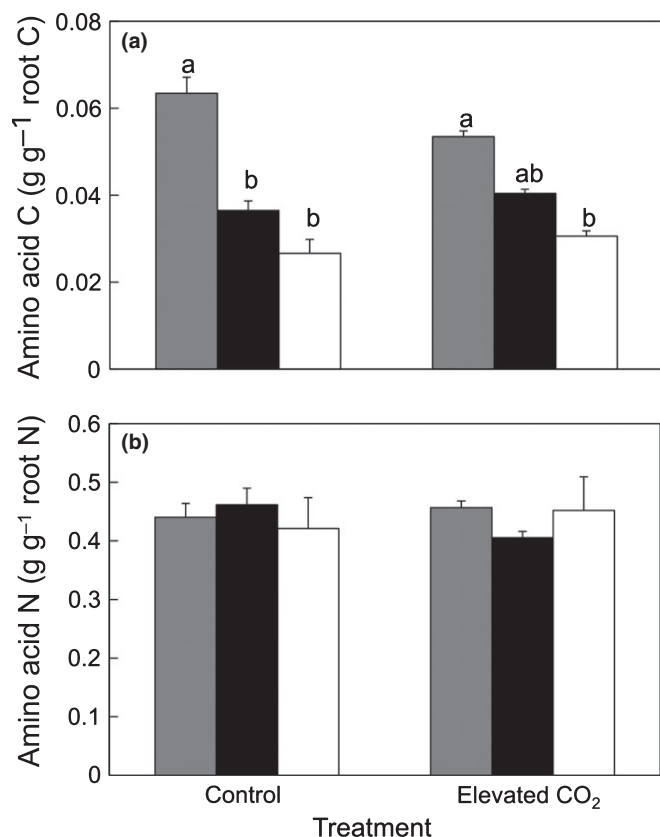 (a)
Amino acid C (g g⁻¹ root C)
0.08
0.06
0.04
0.02
0
a
b
b
a
ab
b
(b)
Amino acid N (g g⁻¹ root N)
0.6
0.5
0.4
0.3
0.2
0.1
0
Control
Elevated CO₂
Treatment